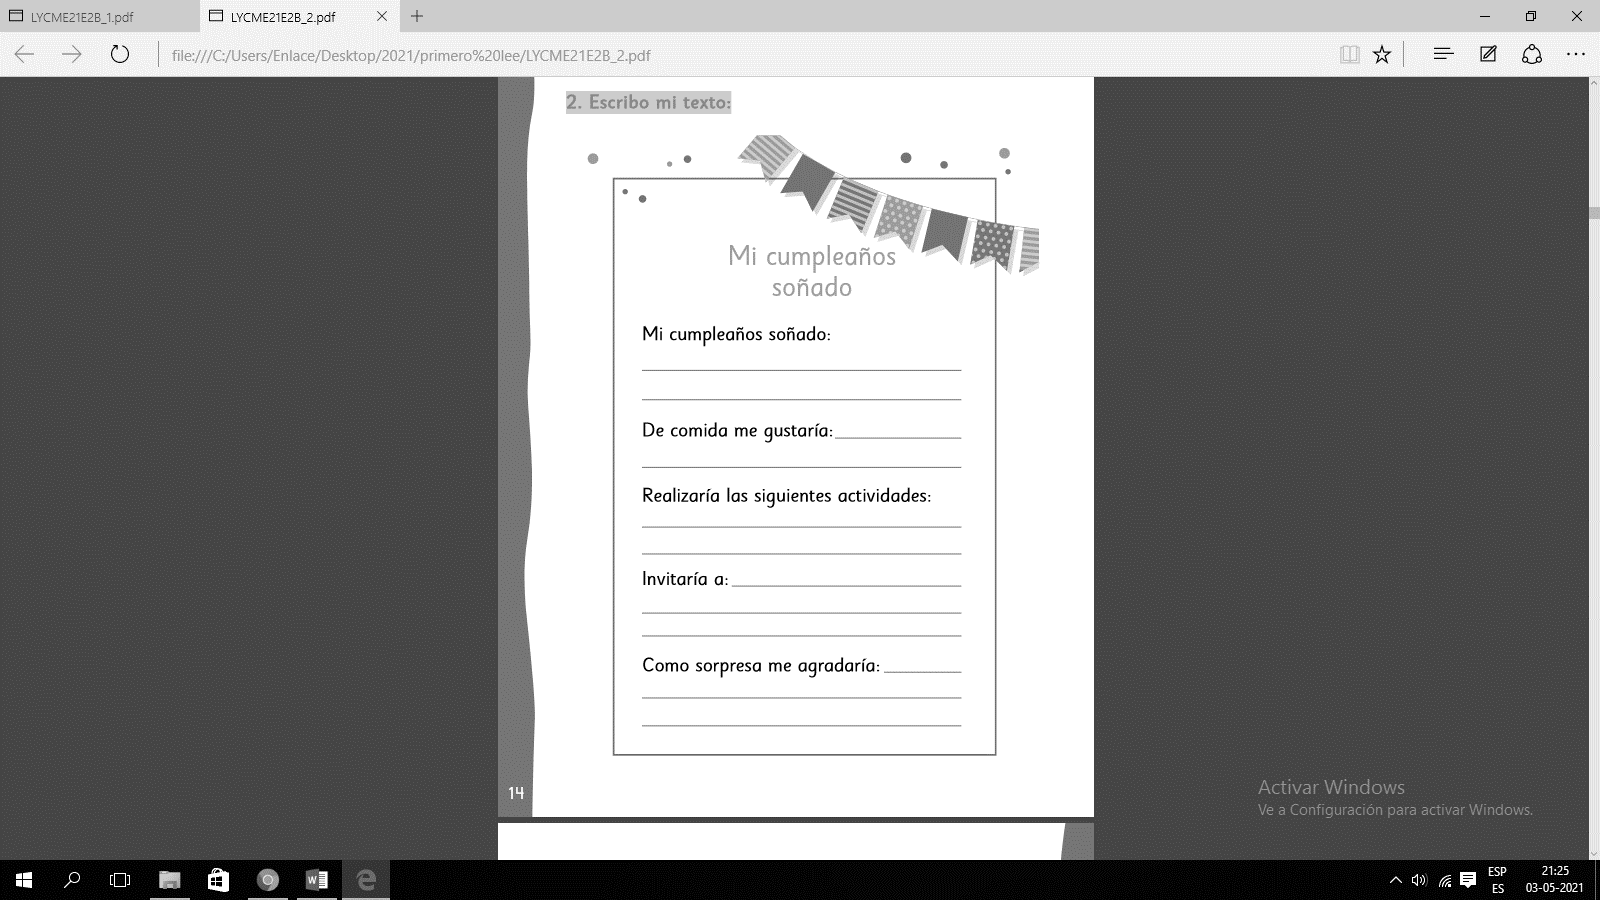 LYCME21E2B_1.pdf
LYCME21E2B_2.pdf
file:///C:/Users/Enlace/Desktop/2021/primero%20lee/LYCME21E2B_2.pdf
2. Escribo mi texto:
Mi cumpleaños
soñado
Mi cumpleaños soñado:
De comida me gustaría:
Realizaría las siguientes actividades:
Invitaría a:
Como sorpresa me agradaría:
14
Activar Windows
Ve a Configuración para activar Windows.
ESP
ES
21:25
03-05-2021